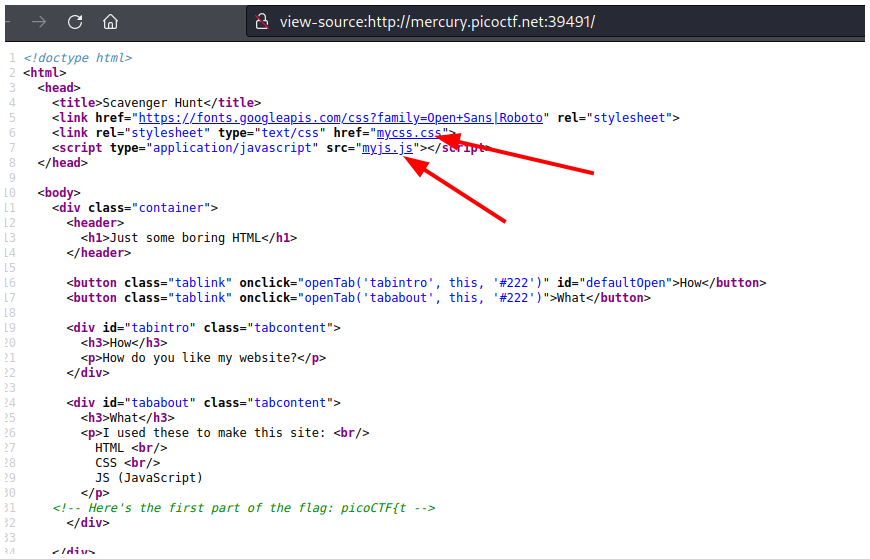 view-source:http://mercury.picoctf.net:39491/
1 <!doctype html>
2 <html>
3 <head>
4 <title>Scavenger Hunt</title>
5 <link href="https://fonts.googleapis.com/css?family=Open+Sans|Roboto" rel="stylesheet">
6 <link rel="stylesheet" type="text/css" href="mycss.css">
7 <script type="application/javascript" src="myjs.js"></script>
8 </head>
9
10 <body>
11 <div class="container">
12 <header>
13 <h1>Just some boring HTML</h1>
14 </header>
15
16 <button class="tablink" onclick="openTab('tabintro', this, '#222')" id="defaultOpen">How</button>
17 <button class="tablink" onclick="openTab('tababout', this, '#222')">What</button>
18
19 <div id="tabintro" class="tabcontent">
20 <h3>How</h3>
21 <p>How do you like my website?</p>
22 </div>
23
24 <div id="tababout" class="tabcontent">
25 <h3>What</h3>
26 <p>I used these to make this site: <br/>
27 HTML <br/>
28 CSS <br/>
29 JS (JavaScript)
30 </p>
31 <!-- Here's the first part of the flag: picoCTF{t -->
32 </div>
33
34 </div>